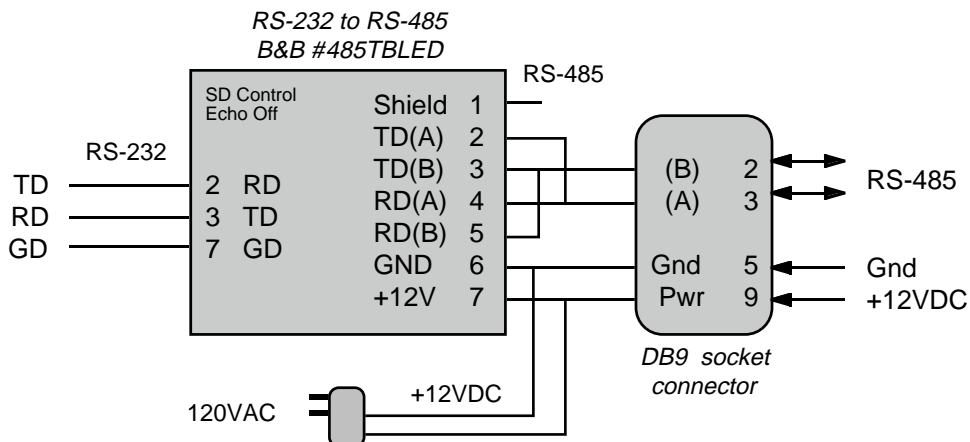 RS-232 to RS-485
B&B #485TBLED
RS-485
SD Control
Echo Off
Shield 1
TD(A) 2
TD(B) 3
RD(A) 4
RD(B) 5
GND 6
+12V 7
RS-232
TD
RD
GD
2 RD
3 TD
7 GD
(B) 2
(A) 3
Gnd 5
Pwr 9
RS-485
Gnd
+12VDC
DB9 socket
connector
+12VDC
120VAC